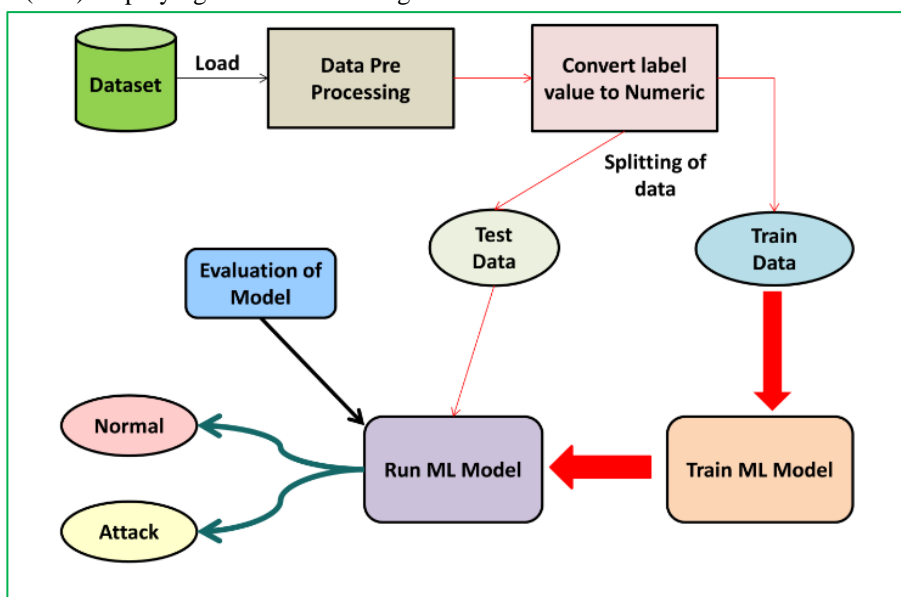 Dataset
Load
Data Pre
Processing
Convert label
value to Numeric
Splitting of
data
Test
Data
Train
Data
Evaluation of
Model
Normal
Attack
Run ML Model
Train ML Model